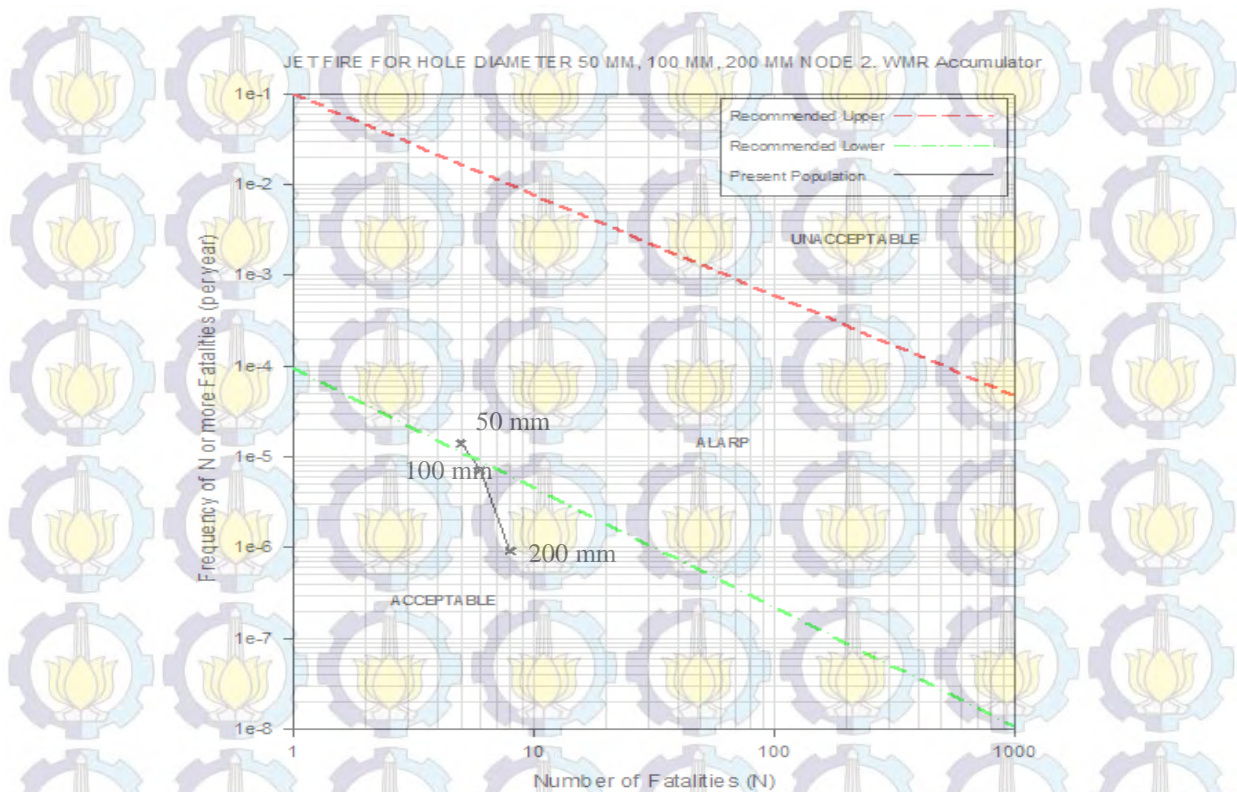 JET FIRE FOR HOLE DIAMETER 50 MM, 100 MM, 200 MM NODE 2. WMR Accumulator
Recommended Upper
Recommended Lower
Present Population
UNACCEPTABLE
ALARP
ACCEPTABLE
50 mm
100 mm
200 mm
Frequency of N or more Fatalities (per year)
1e-1
1e-2
1e-3
1e-4
1e-5
1e-6
1e-7
1e-8
1
10
100
1000
Number of Fatalities (N)